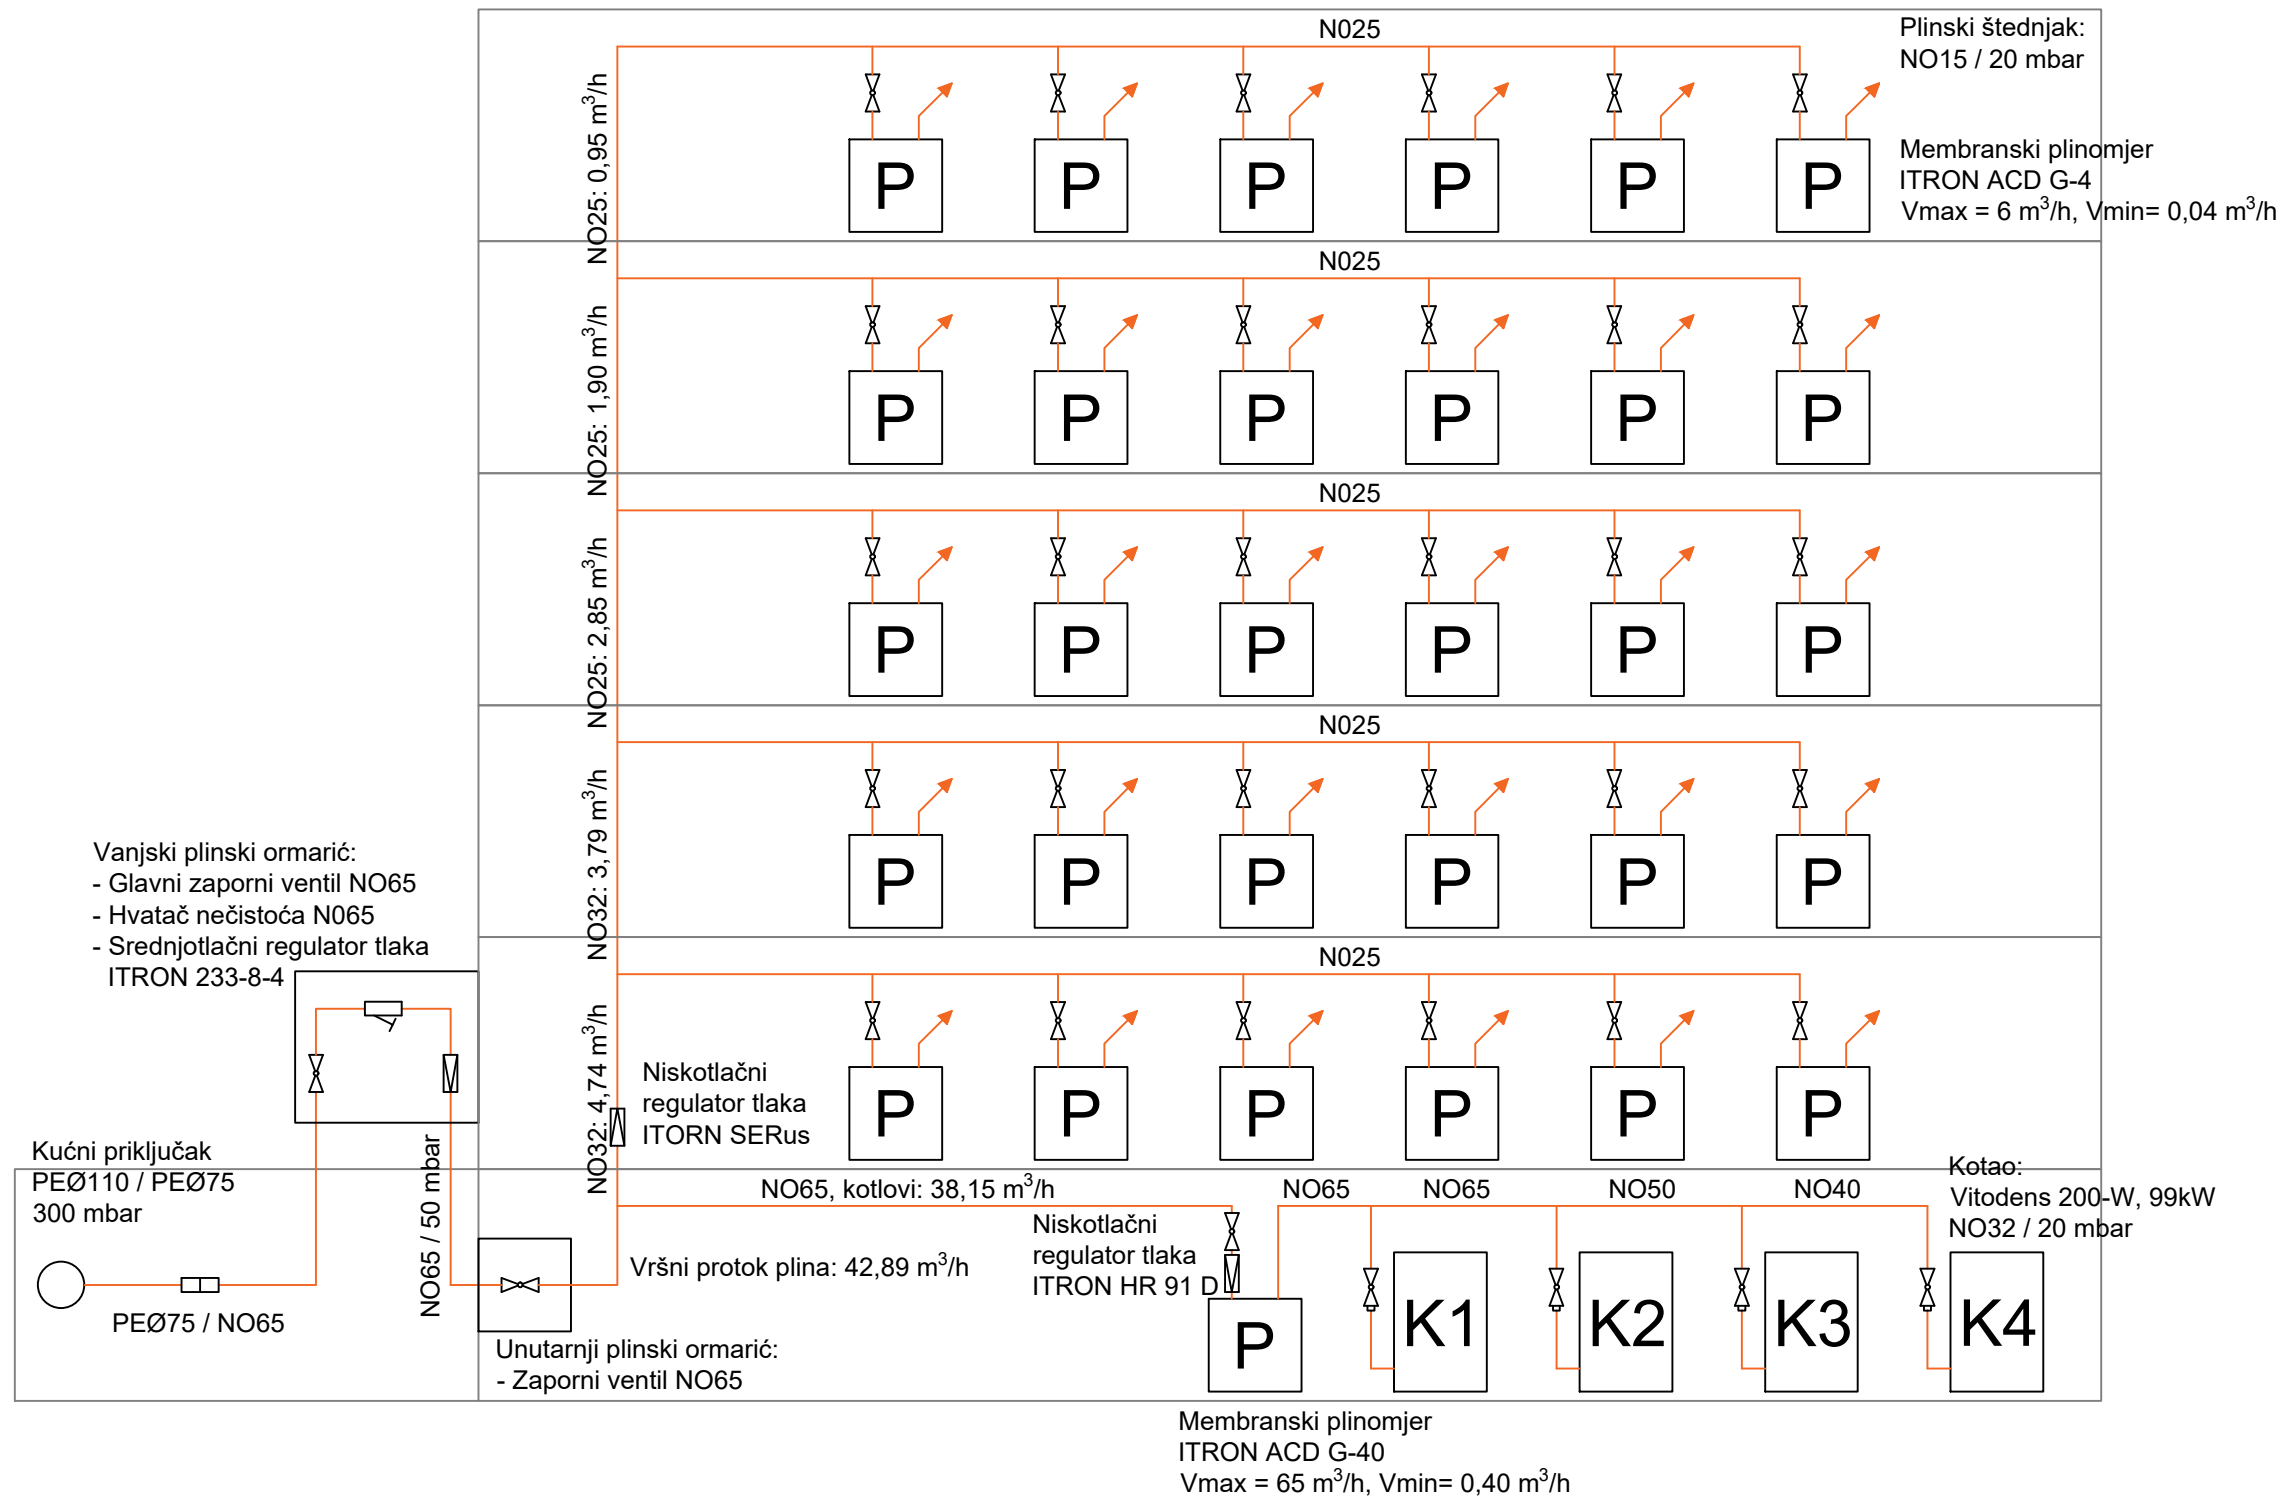 N025
Plinski štednjak:
NO15 / 20 mbar
NO25: 0,95 m³/h
P P P P P P
Membranski plinomjer
ITRON ACD G-4
Vmax = 6 m³/h, Vmin= 0,04 m³/h
N025
NO25: 1,90 m³/h
P P P P P P
N025
NO25: 2,85 m³/h
P P P P P P
N025
NO32: 3,79 m³/h
P P P P P P
Vanjski plinski ormarić:
- Glavni zaporni ventil NO65
- Hvatač nečistoća N065
- Srednjotlačni regulator tlaka
ITRON 233-8-4
N025
NO32: 4,74 m³/h
Niskotlačni
regulator tlaka
ITORN SERus
P P P P P P
Kućni priključak
PEØ110 / PEØ75
300 mbar
PEØ75 / NO65
NO65 / 50 mbar
NO65, kotlovi: 38,15 m³/h
NO65 NO65 NO50 NO40
Kotao:
Vitodens 200-W, 99kW
NO32 / 20 mbar
Niskotlačni
regulator tlaka
ITRON HR 91 D
Vršni protok plina: 42,89 m³/h
P K1 K2 K3 K4
Unutarnji plinski ormarić:
- Zaporni ventil NO65
Membranski plinomjer
ITRON ACD G-40
Vmax = 65 m³/h, Vmin= 0,40 m³/h